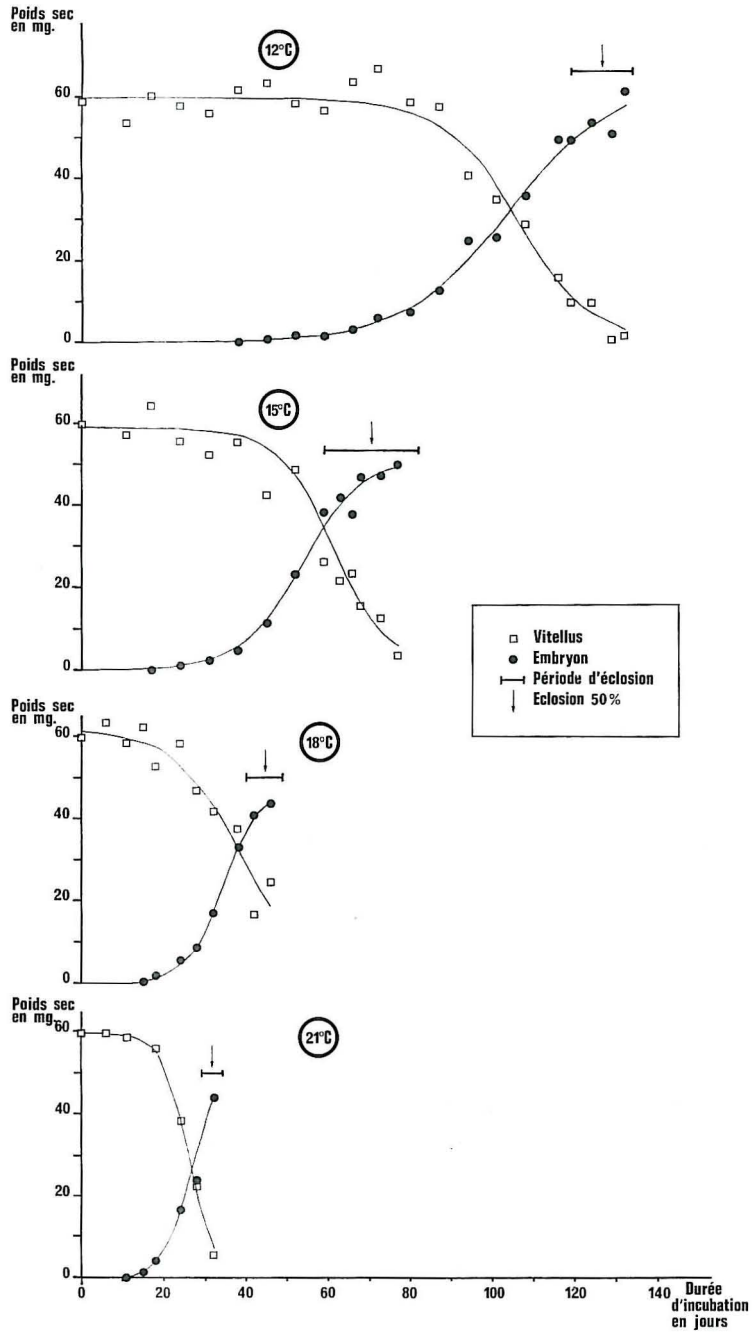 Poids sec
en mg.
12°C
60
40
20
0
Poids sec
en mg.
15°C
60
40
20
0
Vitellus
Embryon
Période d'éclosion
Eclosion 50%
Poids sec
en mg.
18°C
60
40
20
0
Poids sec
en mg.
21°C
60
40
20
0
0 20 40 60 80 100 120 140
Durée
d'incubation
en jours